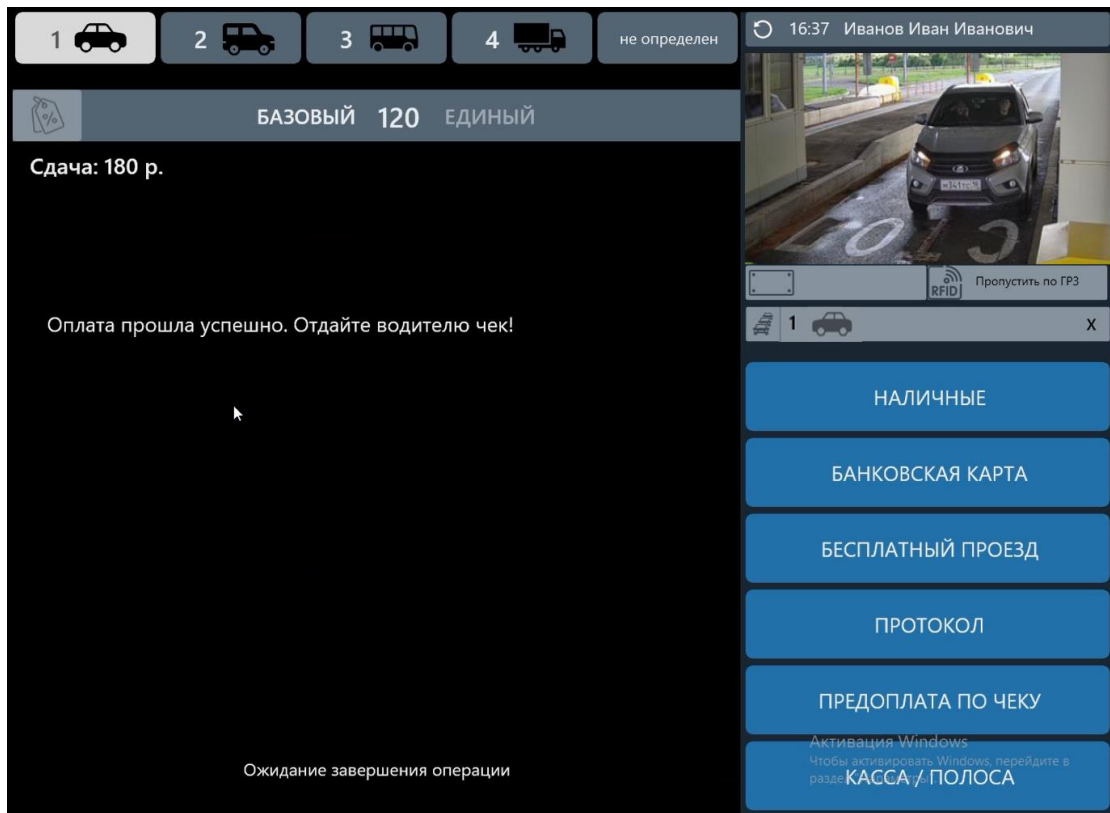 1
2
3
4
не определен
16:37 Иванов Иван Иванович
БАЗОВЫЙ 120 ЕДИНЫЙ
Сдача: 180 р.
RFID
Пропустить по ГРЗ
1
X
Оплата прошла успешно. Отдайте водителю чек!
НАЛИЧНЫЕ
БАНКОВСКАЯ КАРТА
БЕСПЛАТНЫЙ ПРОЕЗД
ПРОТОКОЛ
ПРЕДОПЛАТА ПО ЧЕКУ
Активация Windows
Чтобы активировать Windows, перейдите в
КАССА / ПОЛОСА
Ожидание завершения операции